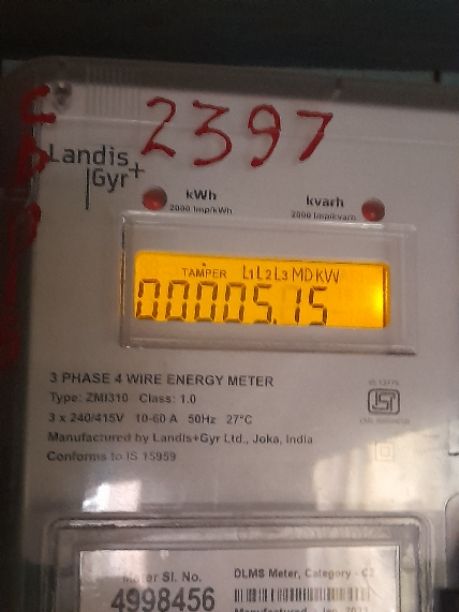 2397
Landis
Gyr+
kWh
2000 Imp/kWh
kvarh
2000 Imp/kvarh
TAMPER L1 L2 L3 MD KW
00005.15
3 PHASE 4 WIRE ENERGY METER
Type: ZMI310 Class: 1.0
3 x 240/415V 10-60 A 50Hz 27°C
Manufactured by Landis+Gyr Ltd., Joka, India
Conforms to IS 15959
Meter Sl. No.
4998456
DLMS Meter, Category - C2